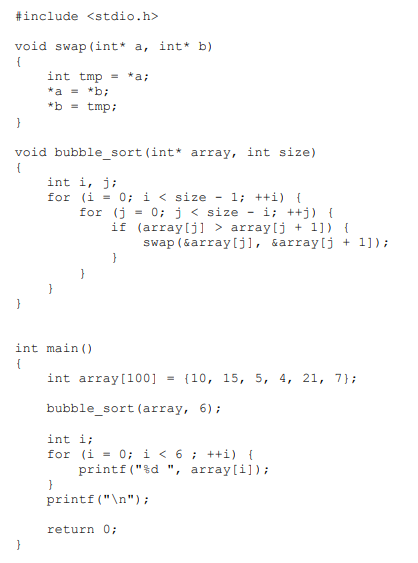 #include <stdio.h>

void swap(int* a, int* b)
{
    int tmp = *a;
    *a = *b;
    *b = tmp;
}

void bubble_sort(int* array, int size)
{
    int i, j;
    for (i = 0; i < size - 1; ++i) {
        for (j = 0; j < size - i; ++j) {
            if (array[j] > array[j + 1]) {
                swap(&array[j], &array[j + 1]);
            }
        }
    }
}


int main()
{
    int array[100] = {10, 15, 5, 4, 21, 7};

    bubble_sort(array, 6);

    int i;
    for (i = 0; i < 6 ; ++i) {
        printf("%d ", array[i]);
    }
    printf("\n");

    return 0;
}